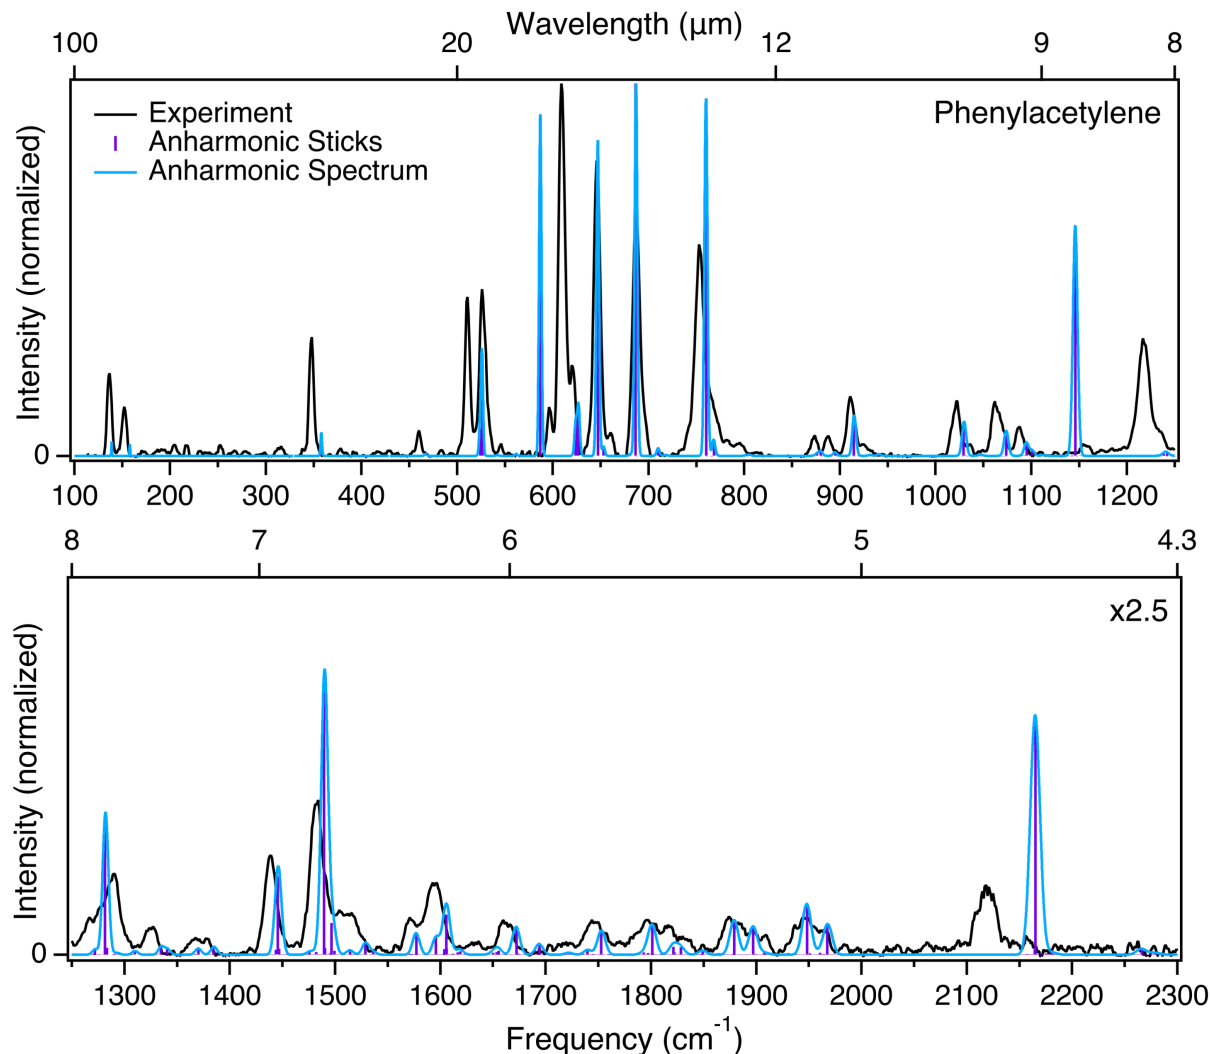 Wavelength (µm)
100 20 12 9 8
Experiment
Anharmonic Sticks
Anharmonic Spectrum
Phenylacetylene
Intensity (normalized)
0
100 200 300 400 500 600 700 800 900 1000 1100 1200
8 7 6 5 4.3
x2.5
Intensity (normalized)
0
1300 1400 1500 1600 1700 1800 1900 2000 2100 2200 2300
Frequency (cm⁻¹)